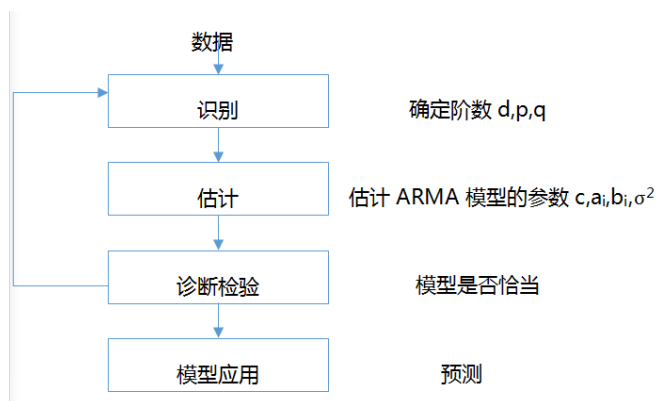 数据
识别 确定阶数 d,p,q
估计 估计 ARMA 模型的参数 c,aᵢ,bᵢ,σ²
诊断检验 模型是否恰当
模型应用 预测